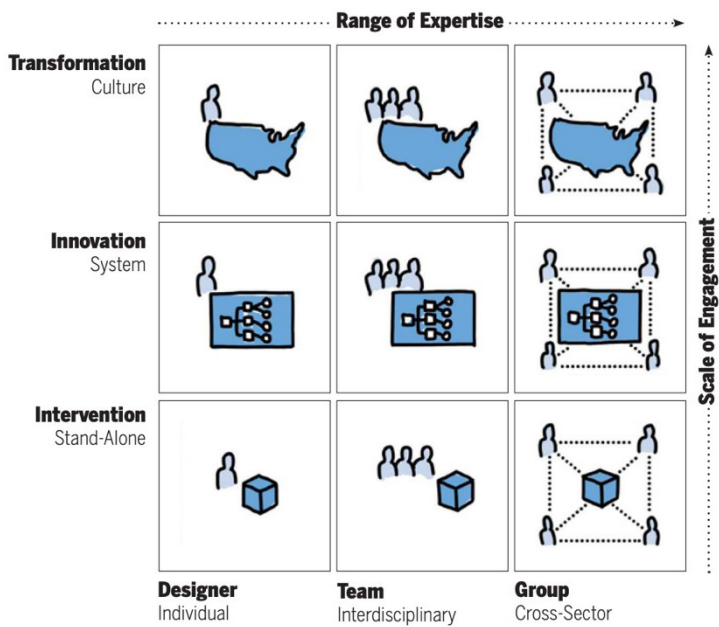 Range of Expertise
Transformation
Culture
Innovation
System
Intervention
Stand-Alone
Scale of Engagement
Designer
Individual
Team
Interdisciplinary
Group
Cross-Sector